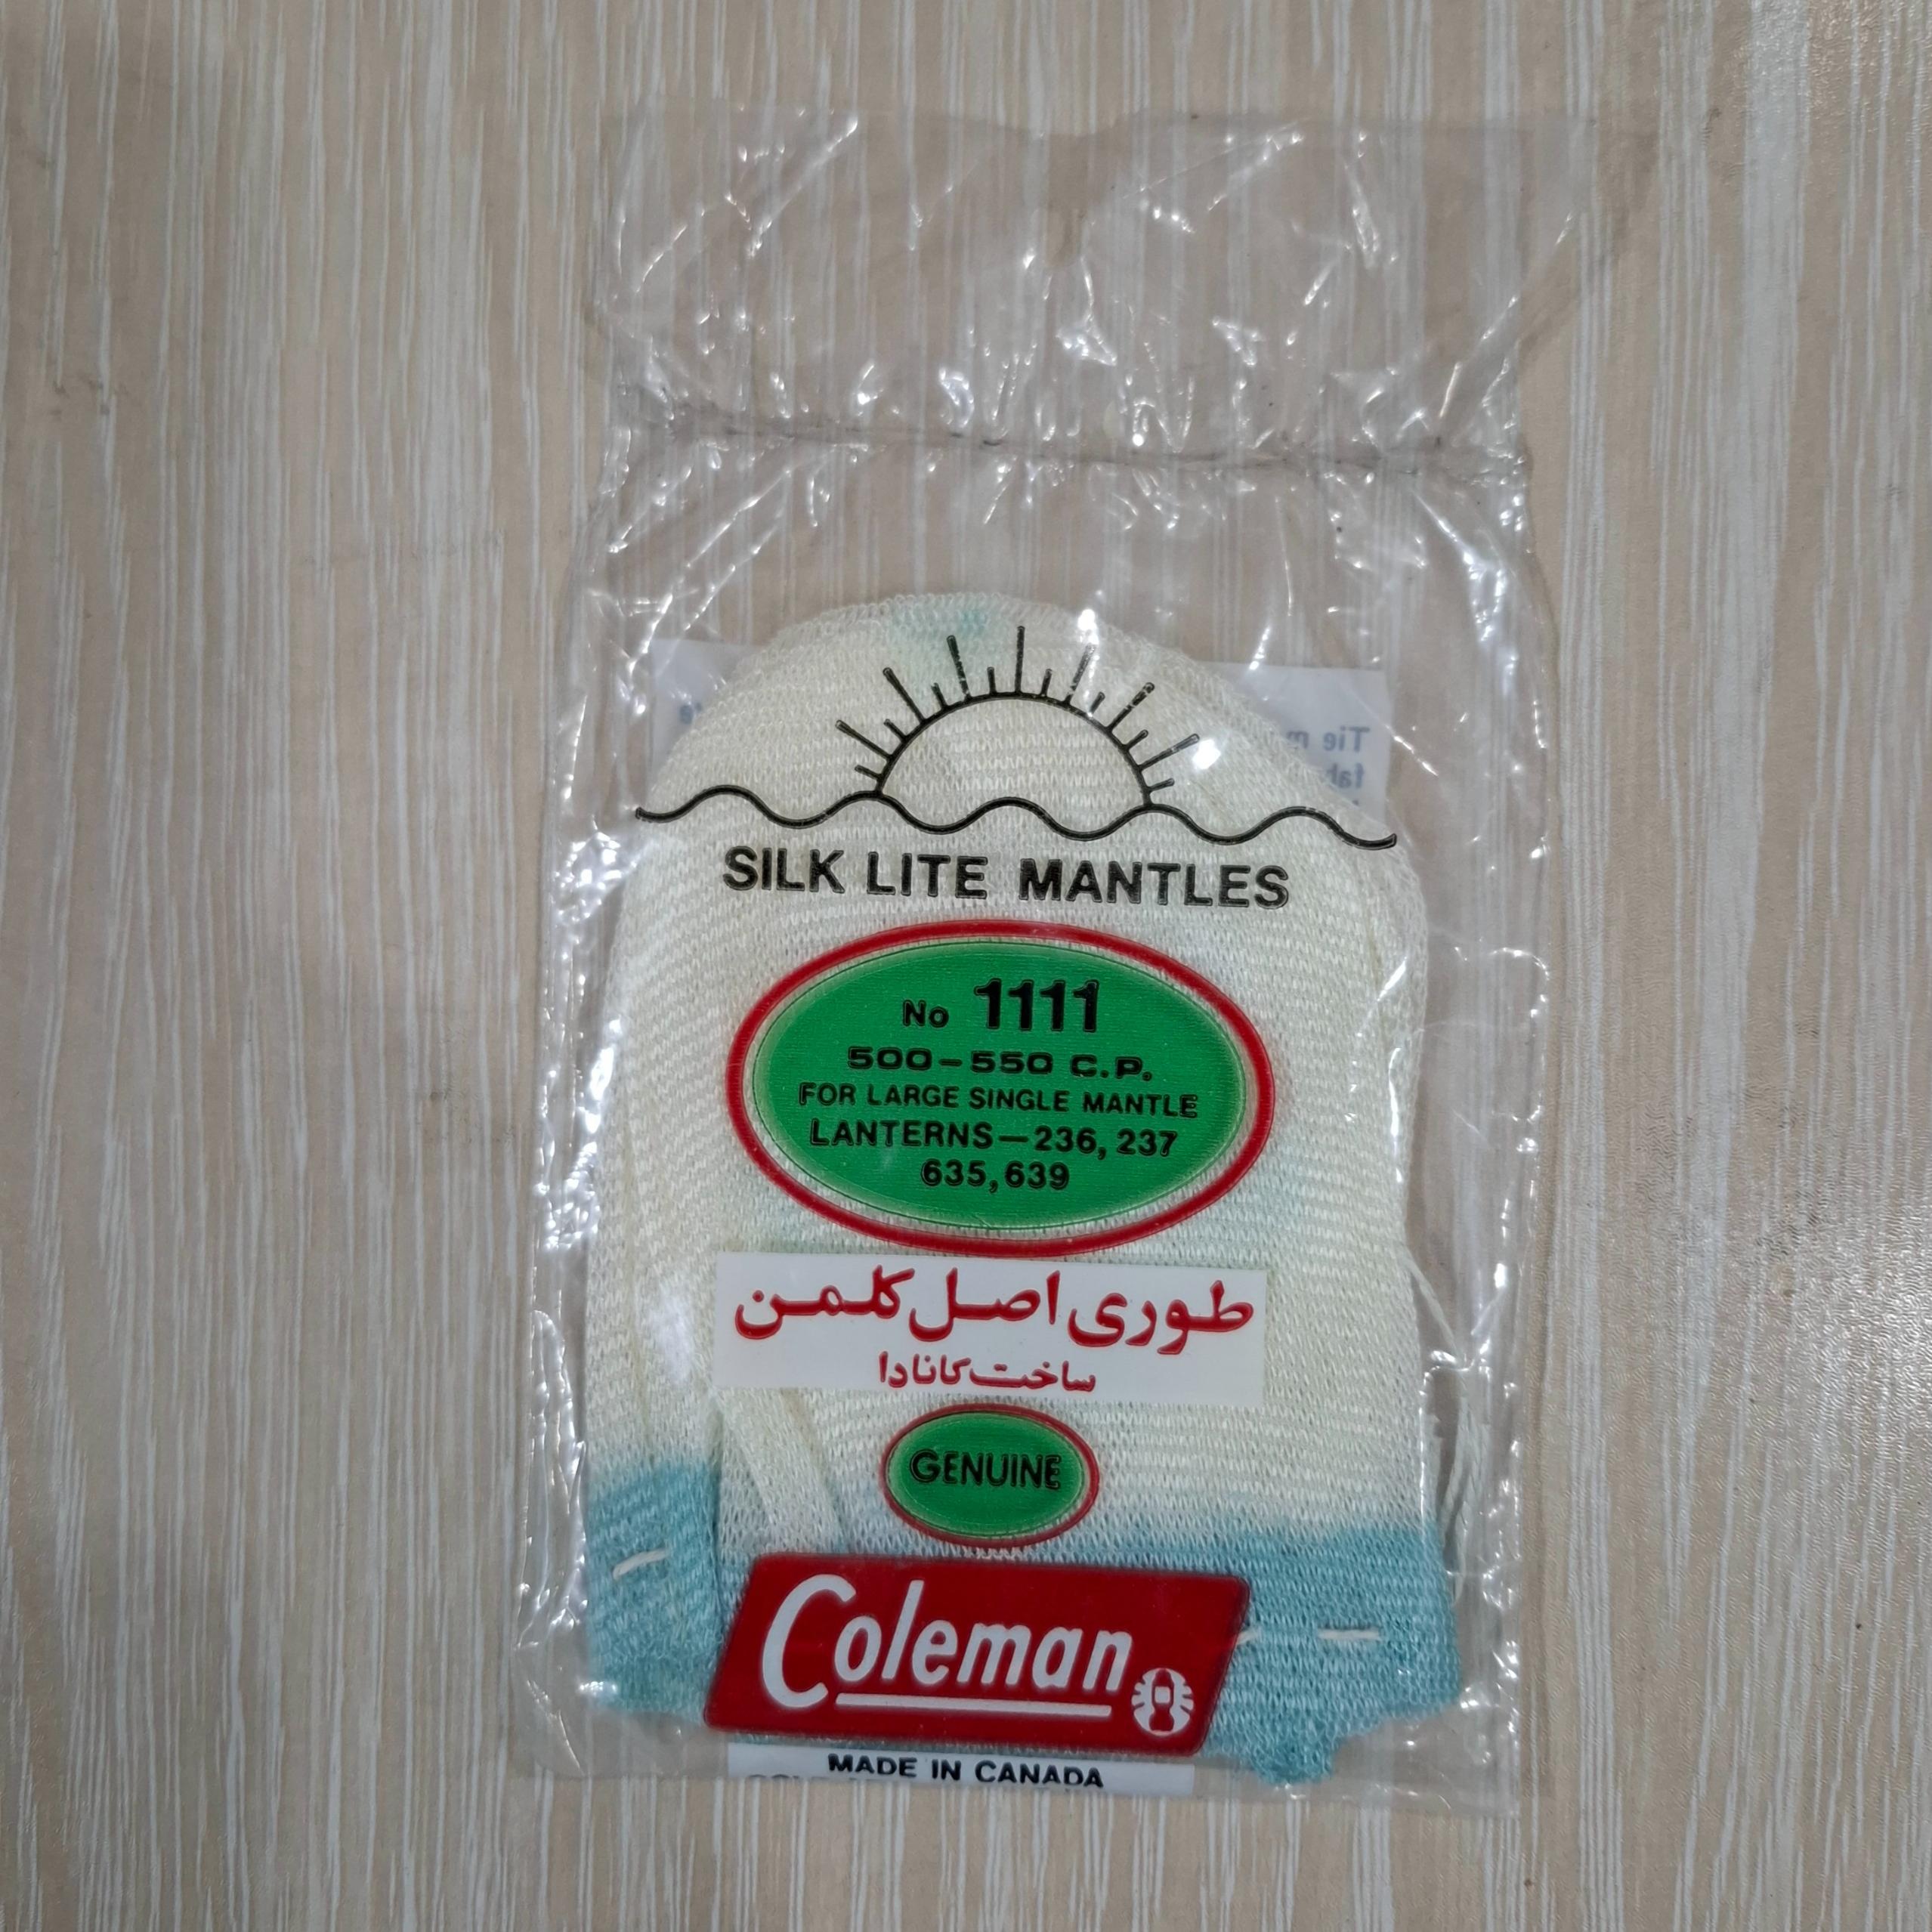 Tie
SILK LITE MANTLES
No 1111
500-550 C.P.
FOR LARGE SINGLE MANTLE
LANTERNS—236, 237
635, 639
طوری اصل کلمن
ساخت کانادا
GENUINE
Coleman
MADE IN CANADA